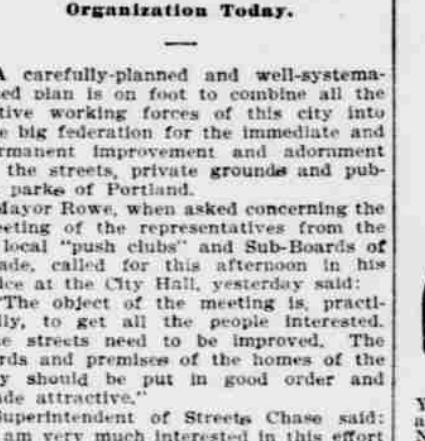 Organization Today.
A carefully-planned and well-systema-
ed plan is on foot to combine all the
tive working forces of this city into
e big federation for the immediate and
rmanent improvement and adornment
the streets, private grounds and pub-
parks of Portland.
Mayor Rowe, when asked concerning the
eting of the representatives from the
local "push clubs" and Sub-Boards of
ade, called for this afternoon in his
ice at the City Hall, yesterday said:
"The object of the meeting is, practi-
lly, to get all the people interested.
e streets need to be improved. The
rds and premises of the homes of the
y should be put in good order and
de attractive."
Superintendent of Streets Chase said:
am very much interested in this effort
Y
a
N